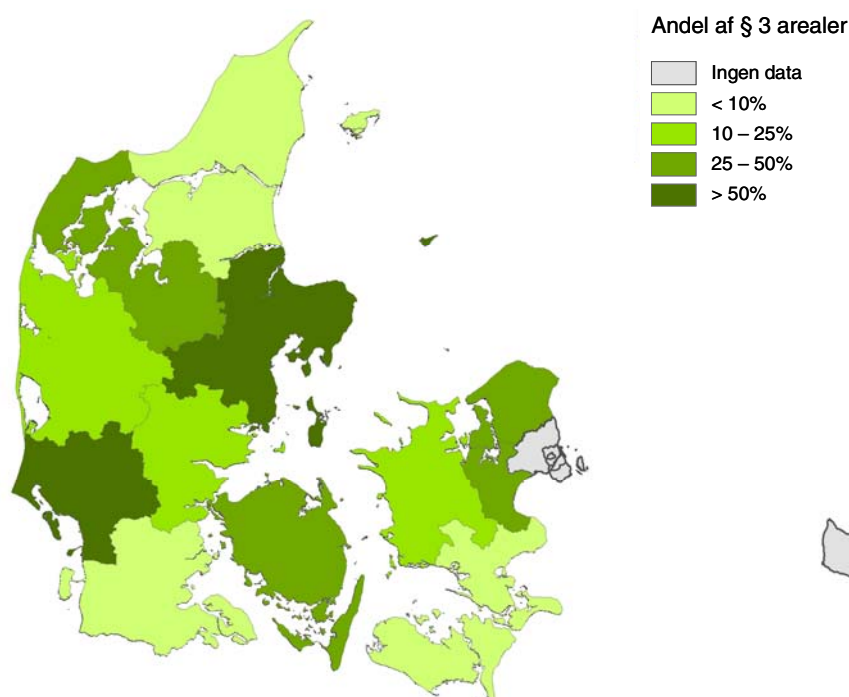 Andel af § 3 arealer
Ingen data
< 10%
10 – 25%
25 – 50%
> 50%